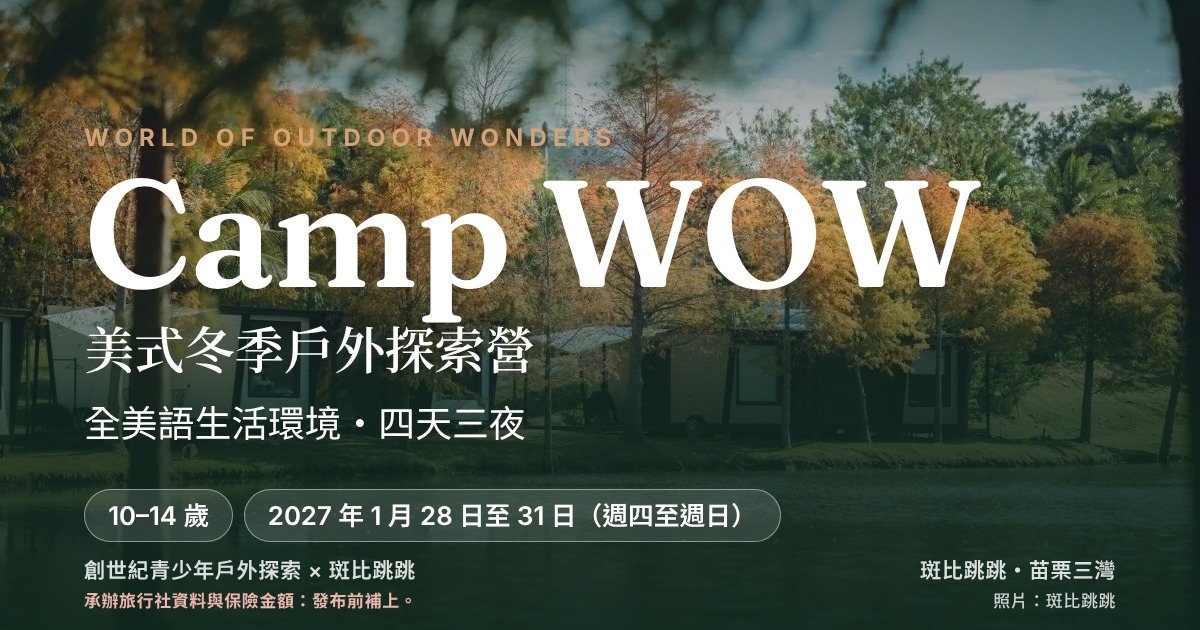 WORLD OF OUTDOOR WONDERS
Camp WOW
美式冬季戶外探索營
全美語生活環境・四天三夜
10–14 歲
2027 年 1 月 28 日至 31 日（週四至週日）
創世紀青少年戶外探索 × 斑比跳跳
斑比跳跳・苗栗三灣
承辦旅行社資料與保險金額：發布前補上。
照片：斑比跳跳